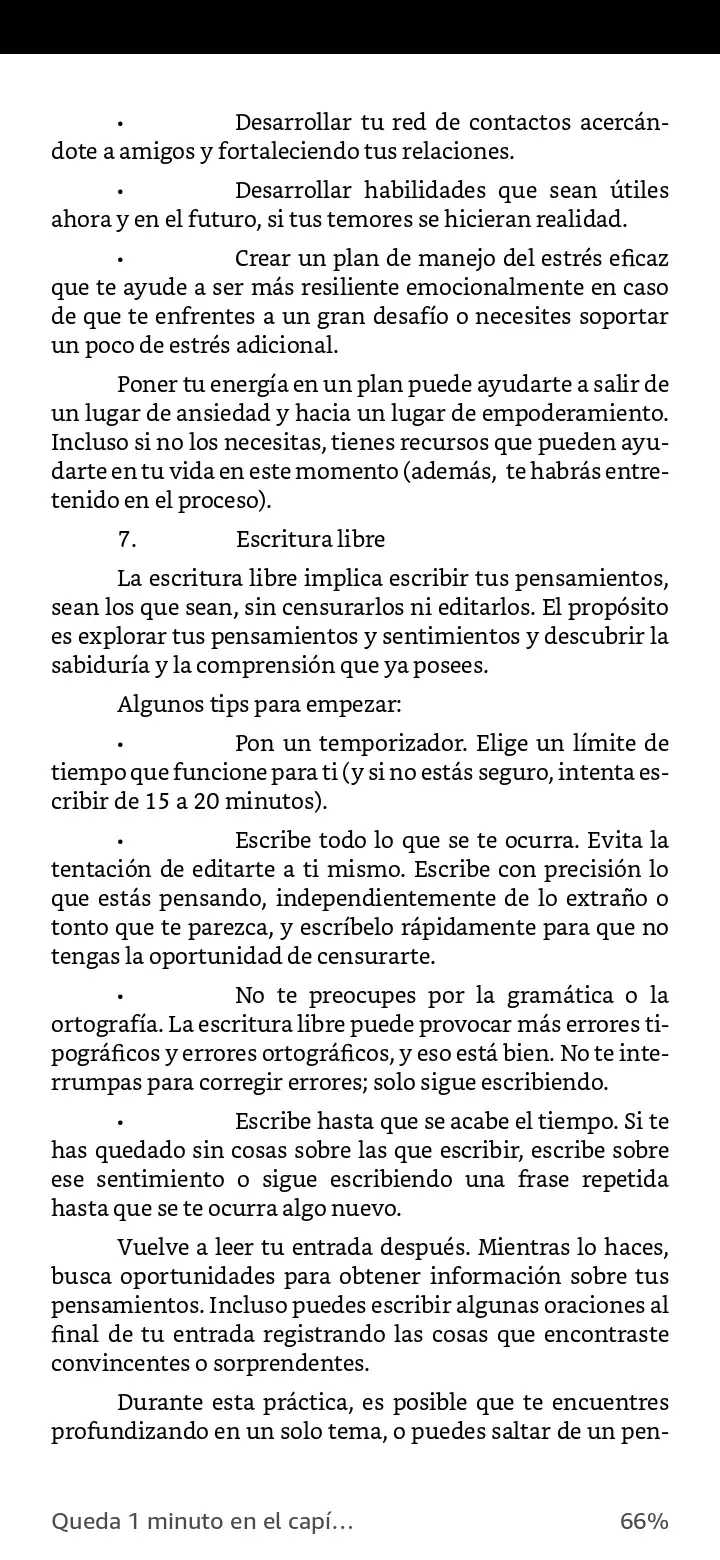 • Desarrollar tu red de contactos acercán-
dote a amigos y fortaleciendo tus relaciones.
• Desarrollar habilidades que sean útiles
ahora y en el futuro, si tus temores se hicieran realidad.
• Crear un plan de manejo del estrés eficaz
que te ayude a ser más resiliente emocionalmente en caso
de que te enfrentes a un gran desafío o necesites soportar
un poco de estrés adicional.
Poner tu energía en un plan puede ayudarte a salir de
un lugar de ansiedad y hacia un lugar de empoderamiento.
Incluso si no los necesitas, tienes recursos que pueden ayu-
darte en tu vida en este momento (además, te habrás entre-
tenido en el proceso).
7. Escritura libre
La escritura libre implica escribir tus pensamientos,
sean los que sean, sin censurarlos ni editarlos. El propósito
es explorar tus pensamientos y sentimientos y descubrir la
sabiduría y la comprensión que ya posees.
Algunos tips para empezar:
• Pon un temporizador. Elige un límite de
tiempo que funcione para ti (y si no estás seguro, intenta es-
cribir de 15 a 20 minutos).
• Escribe todo lo que se te ocurra. Evita la
tentación de editarte a ti mismo. Escribe con precisión lo
que estás pensando, independientemente de lo extraño o
tonto que te parezca, y escríbelo rápidamente para que no
tengas la oportunidad de censurarte.
• No te preocupes por la gramática o la
ortografía. La escritura libre puede provocar más errores ti-
pográficos y errores ortográficos, y eso está bien. No te inte-
rrumpas para corregir errores; solo sigue escribiendo.
• Escribe hasta que se acabe el tiempo. Si te
has quedado sin cosas sobre las que escribir, escribe sobre
ese sentimiento o sigue escribiendo una frase repetida
hasta que se te ocurra algo nuevo.
Vuelve a leer tu entrada después. Mientras lo haces,
busca oportunidades para obtener información sobre tus
pensamientos. Incluso puedes escribir algunas oraciones al
final de tu entrada registrando las cosas que encontraste
convincentes o sorprendentes.
Durante esta práctica, es posible que te encuentres
profundizando en un solo tema, o puedes saltar de un pen-
Queda 1 minuto en el capí… 66%